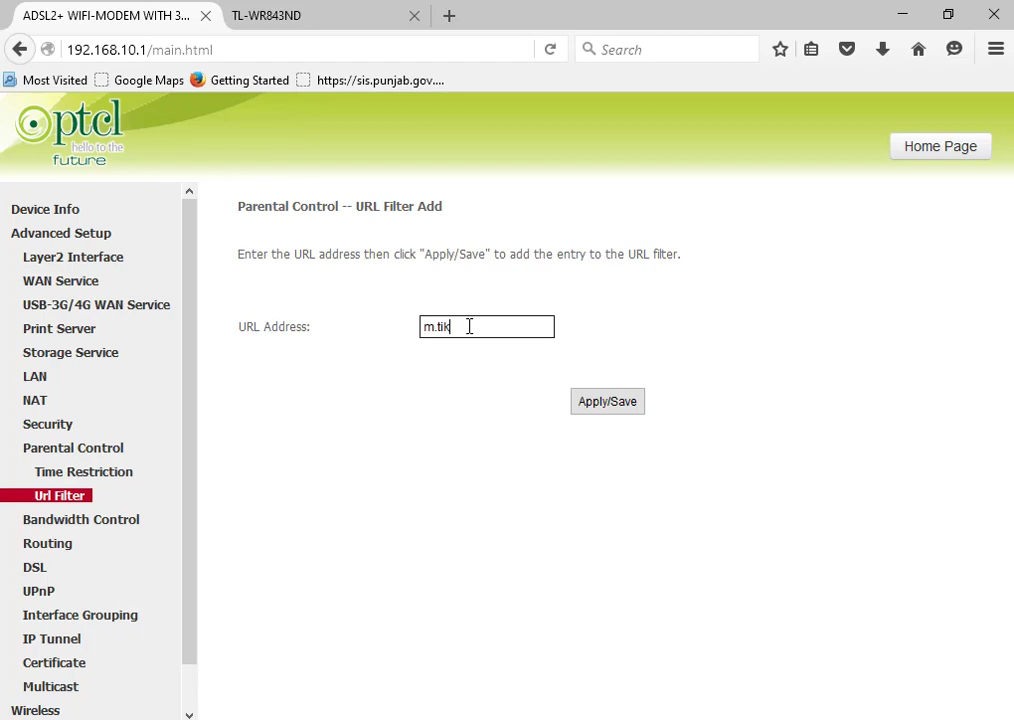 ADSL2+ WIFI-MODEM WITH 3...
TL-WR843ND
192.168.10.1/main.html
Search
Most Visited
Google Maps
Getting Started
https://sis.punjab.gov....
ptcl
hello to the
future
Home Page
Device Info
Advanced Setup
Layer2 Interface
WAN Service
USB-3G/4G WAN Service
Print Server
Storage Service
LAN
NAT
Security
Parental Control
Time Restriction
Url Filter
Bandwidth Control
Routing
DSL
UPnP
Interface Grouping
IP Tunnel
Certificate
Multicast
Wireless
Parental Control -- URL Filter Add
Enter the URL address then click "Apply/Save" to add the entry to the URL filter.
URL Address:
m.tik
Apply/Save